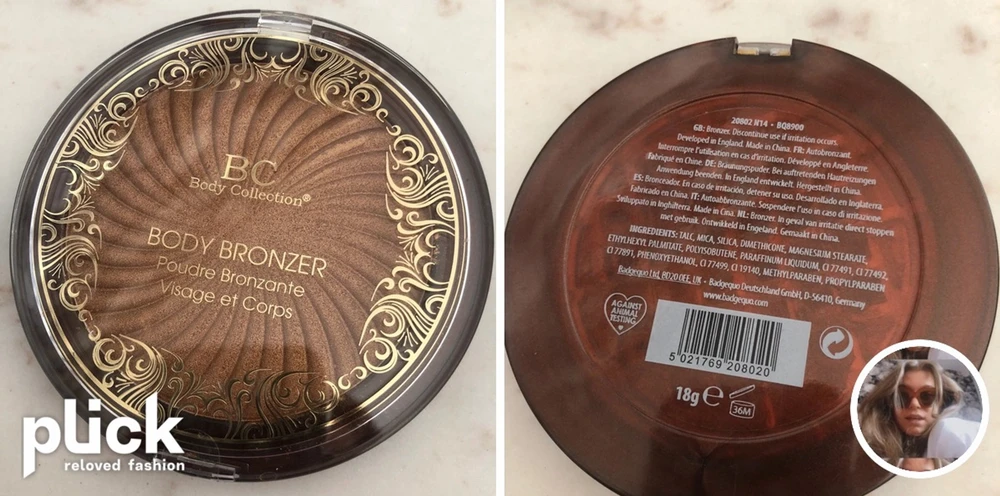 BC
Body Collection®
BODY BRONZER
Poudre Bronzante
Visage et Corps
plick
reloved fashion
20802 N14 • BQ8900
GB: Bronzer. Discontinue use if irritation occurs.
Developed in England. Made in China. FR: Autobronzant.
Interrompre l'utilisation en cas d'irritation. Développé en Angleterre.
Fabriqué en Chine. DE: Bräunungspuder. Bei auftretenden Hautreizungen
Anwendung beenden. In England entwickelt. Hergestellt in China.
ES: Bronceador. En caso de irritación, detener su uso. Desarrollado en Inglaterra.
Fabricado en China. IT: Autoabbronzante. Sospendere l'uso in caso di irritazione.
Sviluppato in Inghilterra. Made in Cina. NL: Bronzer. In geval van irritatie direct stoppen
met gebruik. Ontwikkeld in Engeland. Gemaakt in China.
INGREDIENTS: TALC, MICA, SILICA, DIMETHICONE, MAGNESIUM STEARATE,
ETHYLHEXYL PALMITATE, POLYISOBUTENE, PARAFFINUM LIQUIDUM, CI 77491, CI 77492,
CI 77891, PHENOXYETHANOL, CI 77499, CI 19140, METHYLPARABEN, PROPYLPARABEN
Badgequo Ltd, BD20 0EE, UK • Badgequo Deutschland GmbH, D-56410, Germany
www.badgequo.com
AGAINST
ANIMAL
TESTING
5 021769 208020
18g e
36M